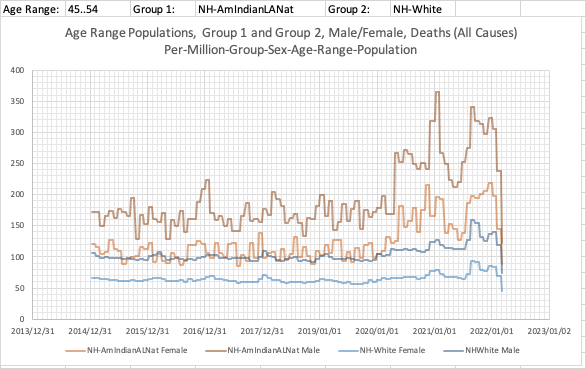 Age Range: 45..54 Group 1: NH-AmIndianLANat Group 2: NH-White
Age Range Populations, Group 1 and Group 2, Male/Female, Deaths (All Causes)
Per-Million-Group-Sex-Age-Range-Population
400
350
300
250
200
150
100
50
0
2013/12/31 2014/12/31 2015/12/31 2016/12/31 2017/12/31 2019/01/01 2020/01/01 2021/01/01 2022/01/01 2023/01/02
NH-AmIndianALNat Female NH-AmIndianALNat Male NH-White Female NHWhite Male